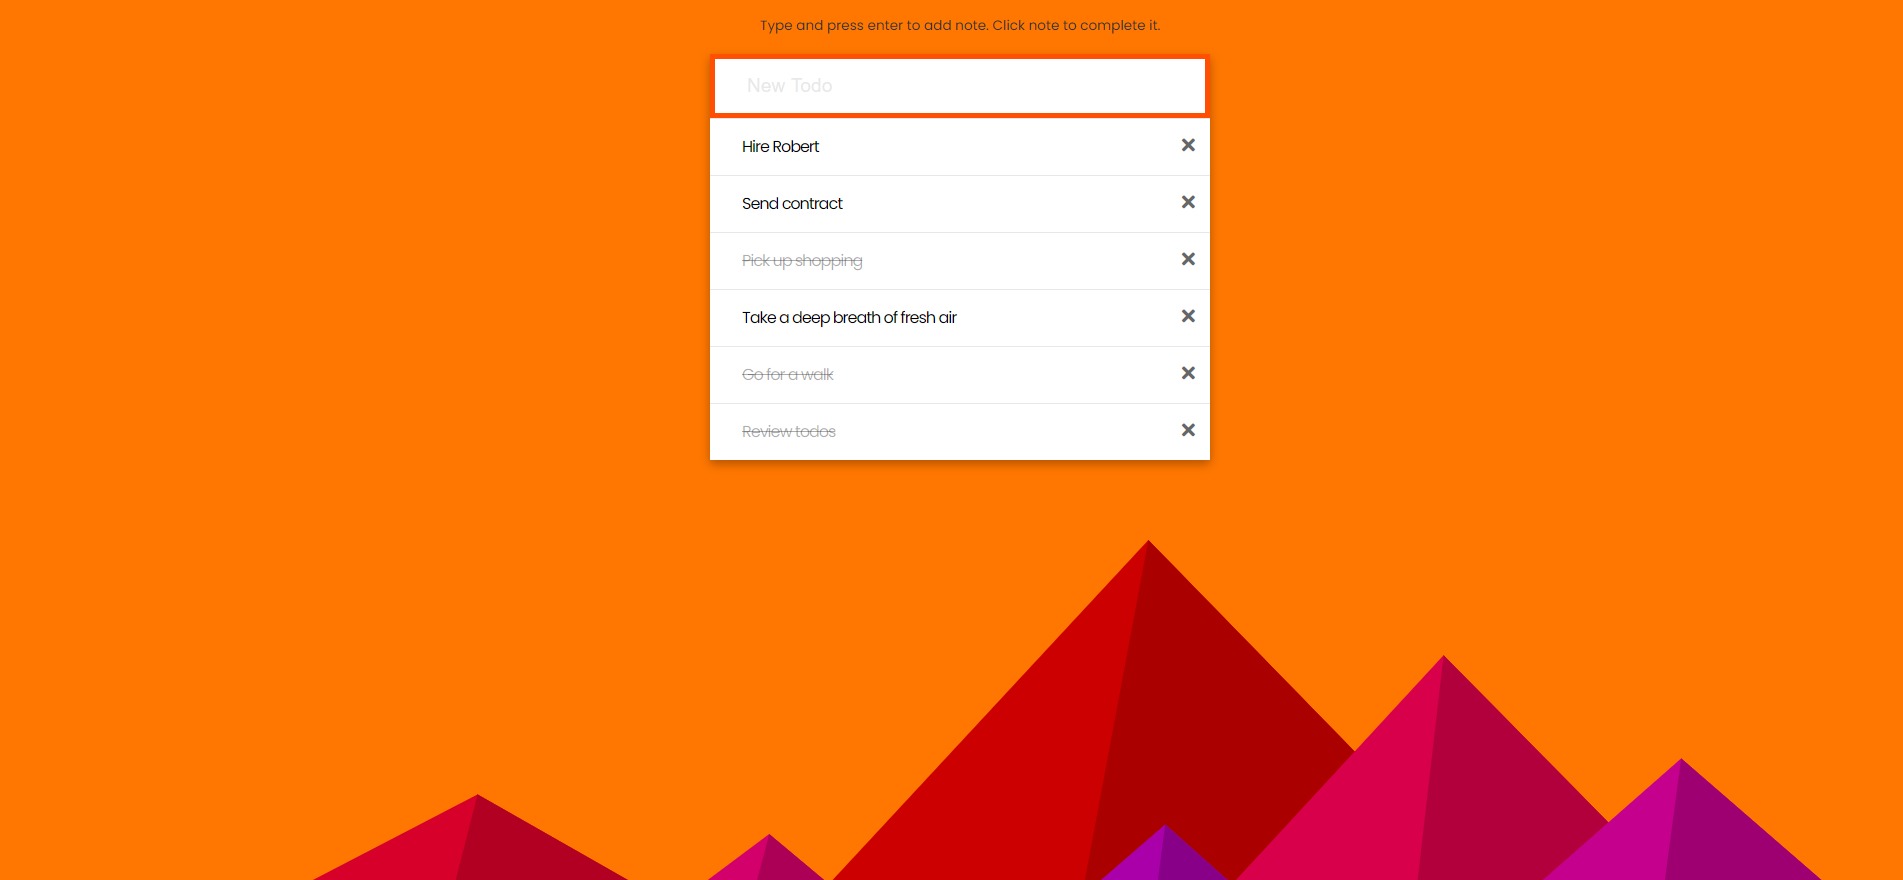 Type and press enter to add note. Click note to complete it.
New Todo
Hire Robert
Send contract
Pick up shopping
Take a deep breath of fresh air
Go for a walk
Review todos